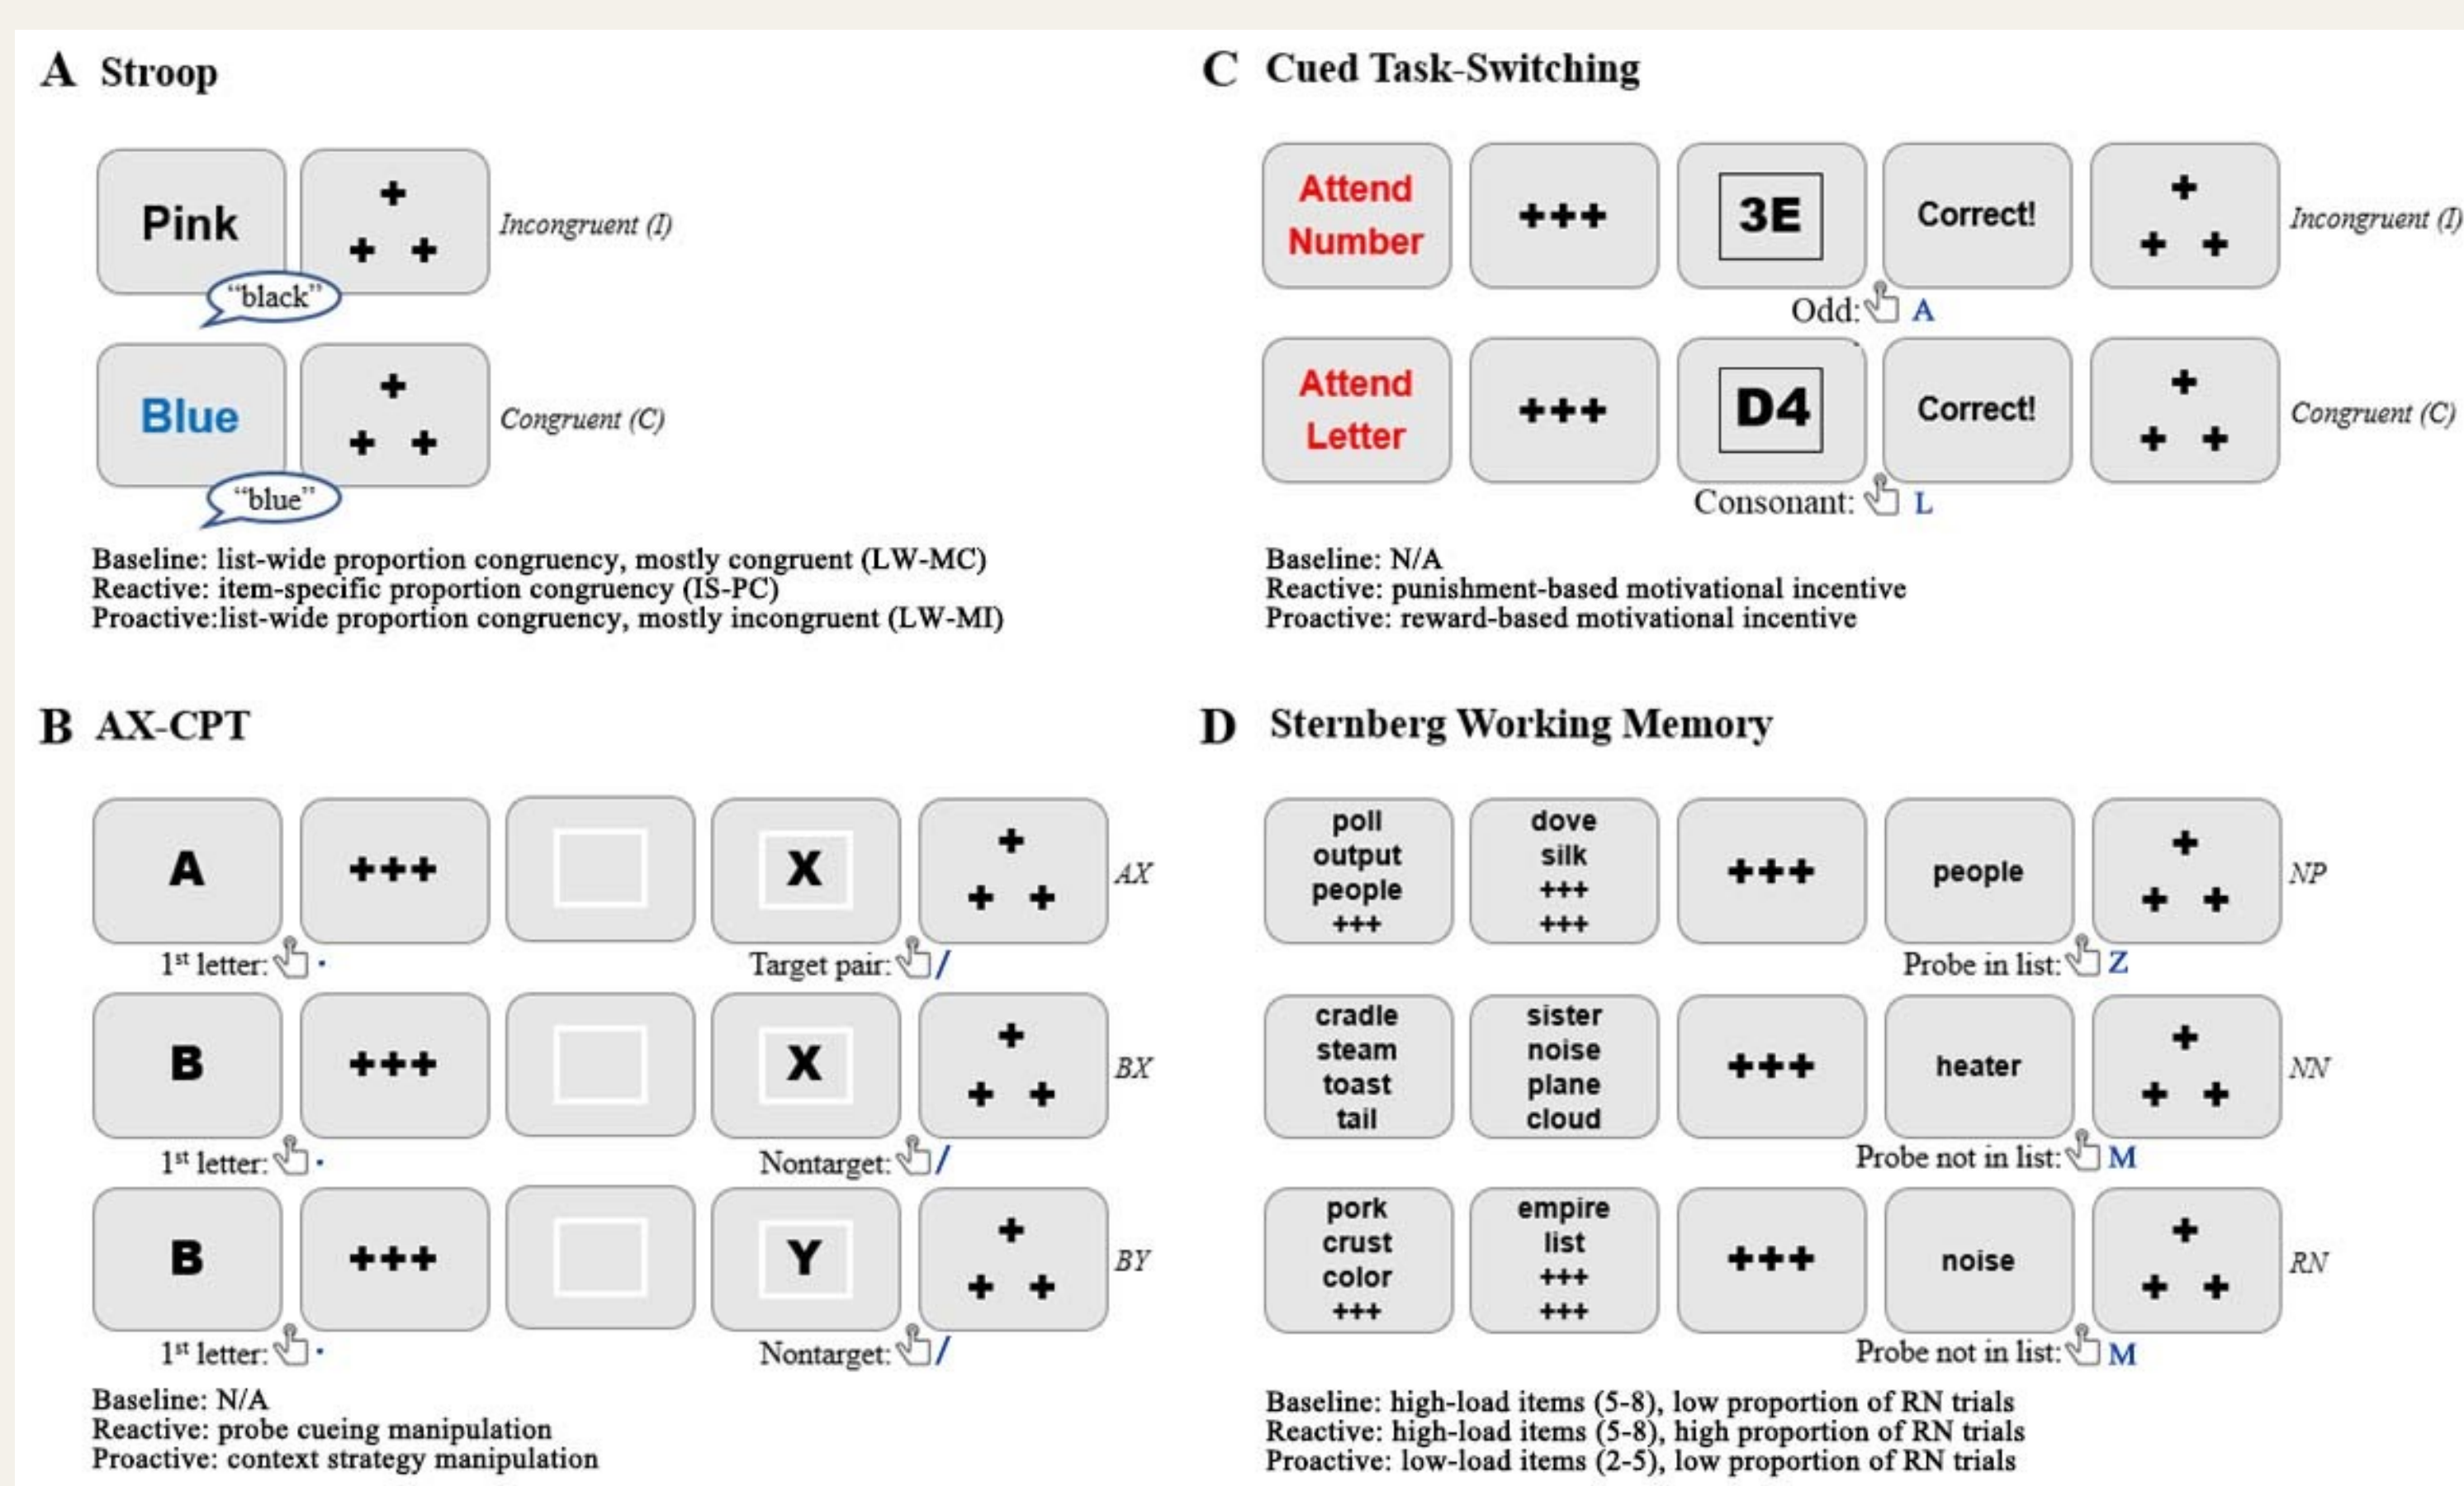 A Stroop
Pink
+
+ +
Incongruent (I)
“black”
Blue
+
+ +
Congruent (C)
“blue”
Baseline: list-wide proportion congruency, mostly congruent (LW-MC)
Reactive: item-specific proportion congruency (IS-PC)
Proactive:list-wide proportion congruency, mostly incongruent (LW-MI)
B AX-CPT
A
+++
X
+
+ +
AX
1st letter: ·
Target pair: /
B
+++
X
+
+ +
BX
1st letter: ·
Nontarget: /
B
+++
Y
+
+ +
BY
1st letter: ·
Nontarget: /
Baseline: N/A
Reactive: probe cueing manipulation
Proactive: context strategy manipulation
C Cued Task-Switching
Attend
Number
+++
3E
Correct!
+
+ +
Incongruent (I)
Odd: A
Attend
Letter
+++
D4
Correct!
+
+ +
Congruent (C)
Consonant: L
Baseline: N/A
Reactive: punishment-based motivational incentive
Proactive: reward-based motivational incentive
D Sternberg Working Memory
poll
output
people
+++
dove
silk
+++
+++
+++
people
+
+ +
NP
Probe in list: Z
cradle
steam
toast
tail
sister
noise
plane
cloud
+++
heater
+
+ +
NN
Probe not in list: M
pork
crust
color
+++
empire
list
+++
+++
+++
noise
+
+ +
RN
Probe not in list: M
Baseline: high-load items (5-8), low proportion of RN trials
Reactive: high-load items (5-8), high proportion of RN trials
Proactive: low-load items (2-5), low proportion of RN trials